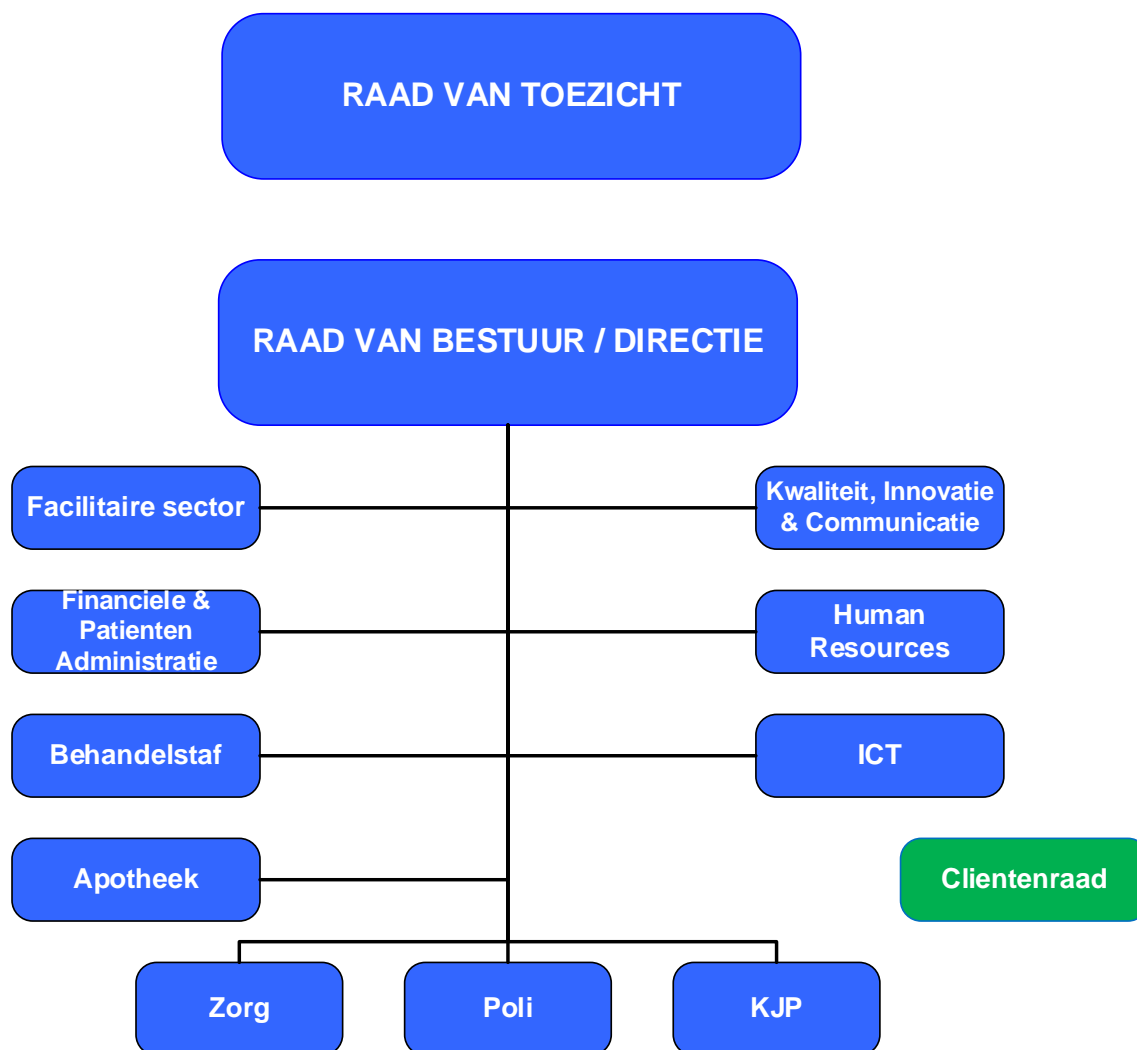 RAAD VAN TOEZICHT
RAAD VAN BESTUUR / DIRECTIE
Facilitaire sector
Kwaliteit, Innovatie
& Communicatie
Financiele &
Patienten
Administratie
Human
Resources
Behandelstaf
ICT
Apotheek
Clientenraad
Zorg
Poli
KJP